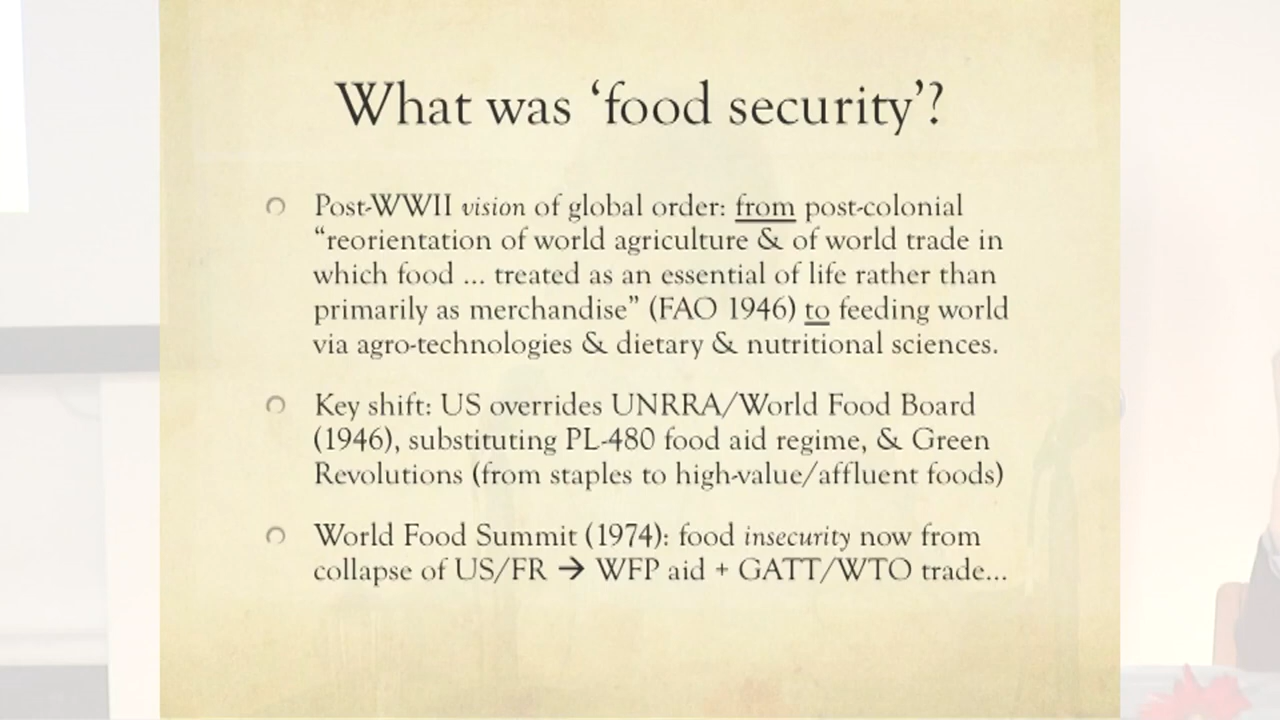 What was ‘food security’?
Post-WWII vision of global order: from post-colonial
“reorientation of world agriculture & of world trade in
which food ... treated as an essential of life rather than
primarily as merchandise” (FAO 1946) to feeding world
via agro-technologies & dietary & nutritional sciences.
Key shift: US overrides UNRRA/World Food Board
(1946), substituting PL-480 food aid regime, & Green
Revolutions (from staples to high-value/affluent foods)
World Food Summit (1974): food insecurity now from
collapse of US/FR → WFP aid + GATT/WTO trade...